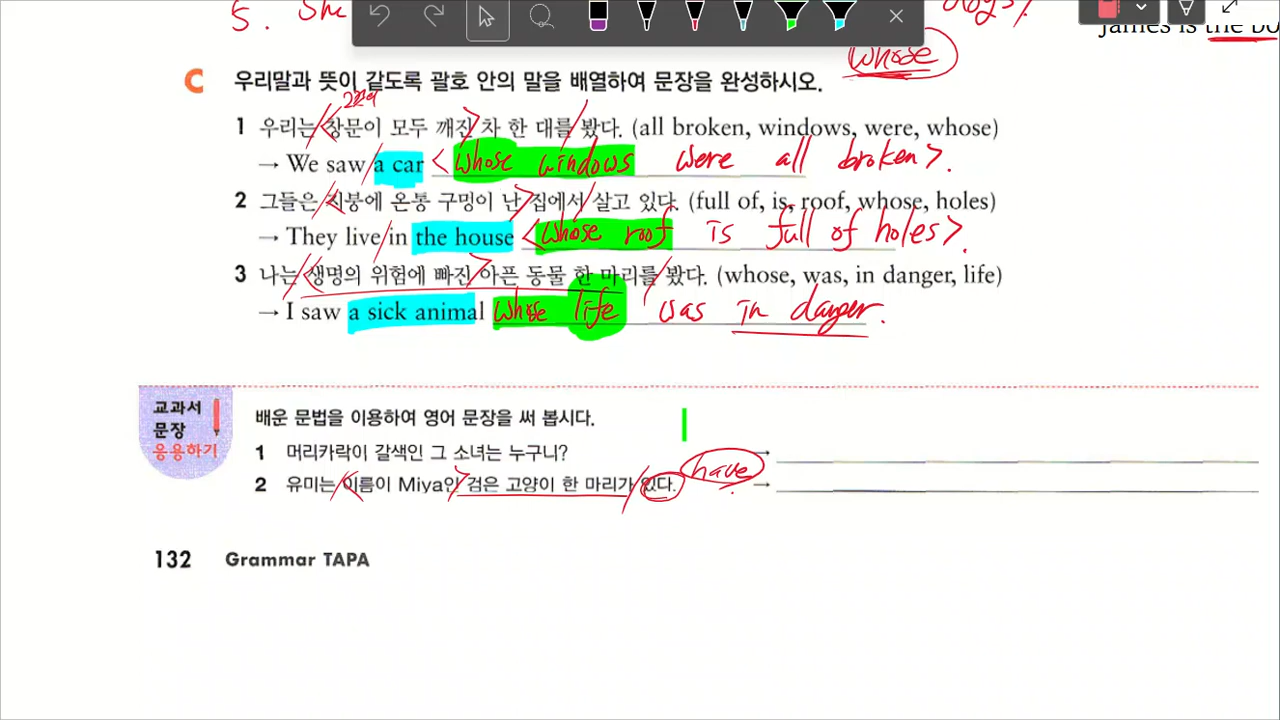 5. She
James is the bo
whose
C 우리말과 뜻이 같도록 괄호 안의 말을 배열하여 문장을 완성하시오.
1 우리는 창문이 모두 깨진 차 한 대를 봤다. (all broken, windows, were, whose)
→ We saw a car <whose windows were all broken>.
2 그들은 지붕에 온통 구멍이 난 집에서 살고 있다. (full of, is, roof, whose, holes)
→ They live in the house <whose roof is full of holes>.
3 나는 생명의 위험에 빠진 아픈 동물 한 마리를 봤다. (whose, was, in danger, life)
→ I saw a sick animal whose life was in danger.
교과서
문장
응용하기
배운 문법을 이용하여 영어 문장을 써 봅시다.
1 머리카락이 갈색인 그 소녀는 누구니? →
have
2 유미는 이름이 Miya인 검은 고양이 한 마리가 있다. →
132 Grammar TAPA